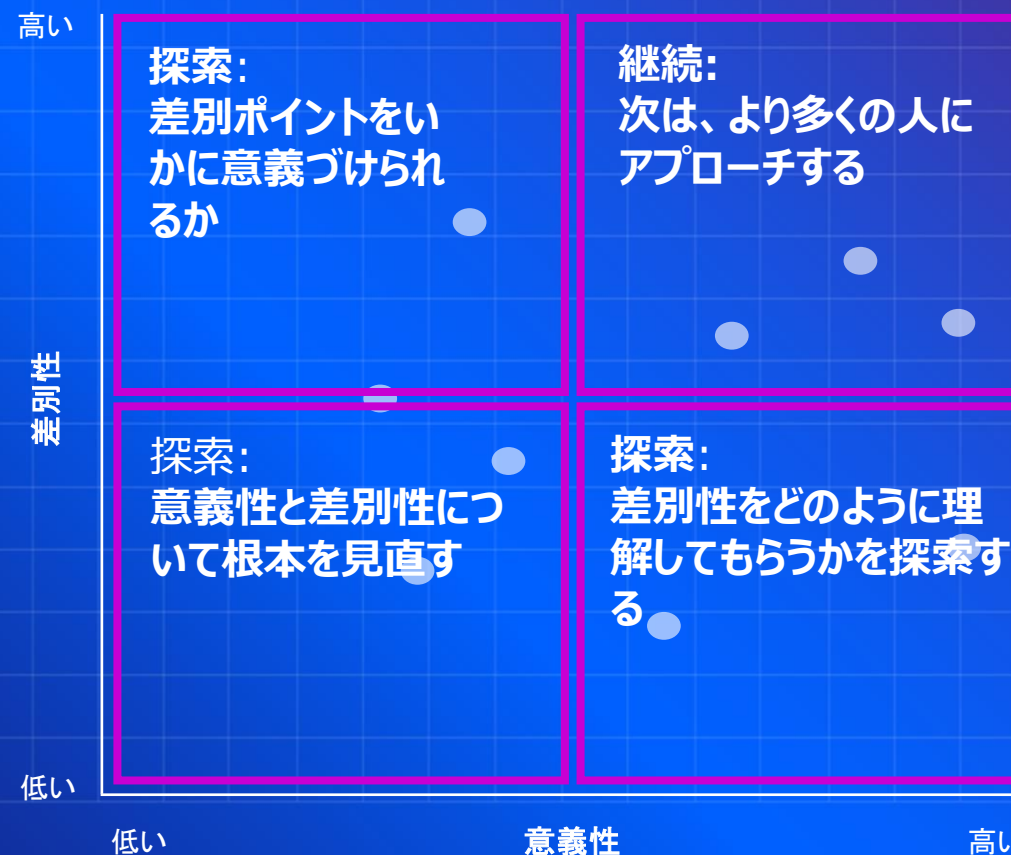 高い
探索:
差別ポイントをい
かに意義づけられ
るか
継続:
次は、より多くの人に
アプローチする
差別性
探索:
意義性と差別性につ
いて根本を見直す
探索:
差別性をどのように理
解してもらうかを探索す
る
低い
低い
意義性
高い